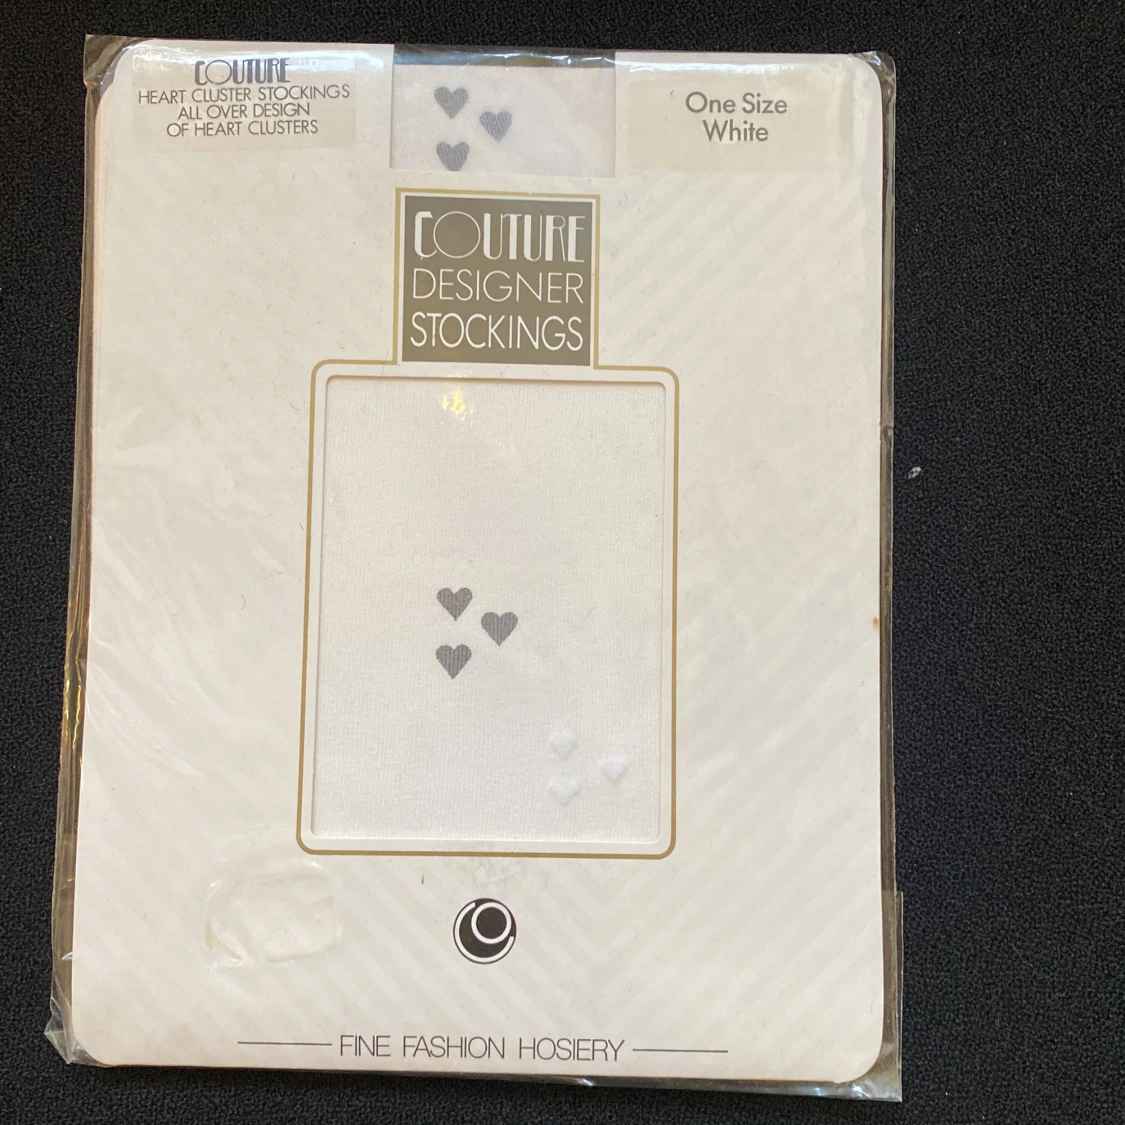 COUTURE
HEART CLUSTER STOCKINGS
ALL OVER DESIGN
OF HEART CLUSTERS
One Size
White
COUTURE
DESIGNER
STOCKINGS
FINE FASHION HOSIERY